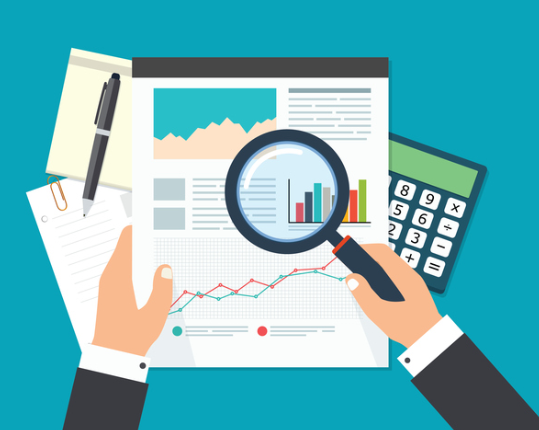 8 9 ×
5 6 ÷
2 3 −
+ =